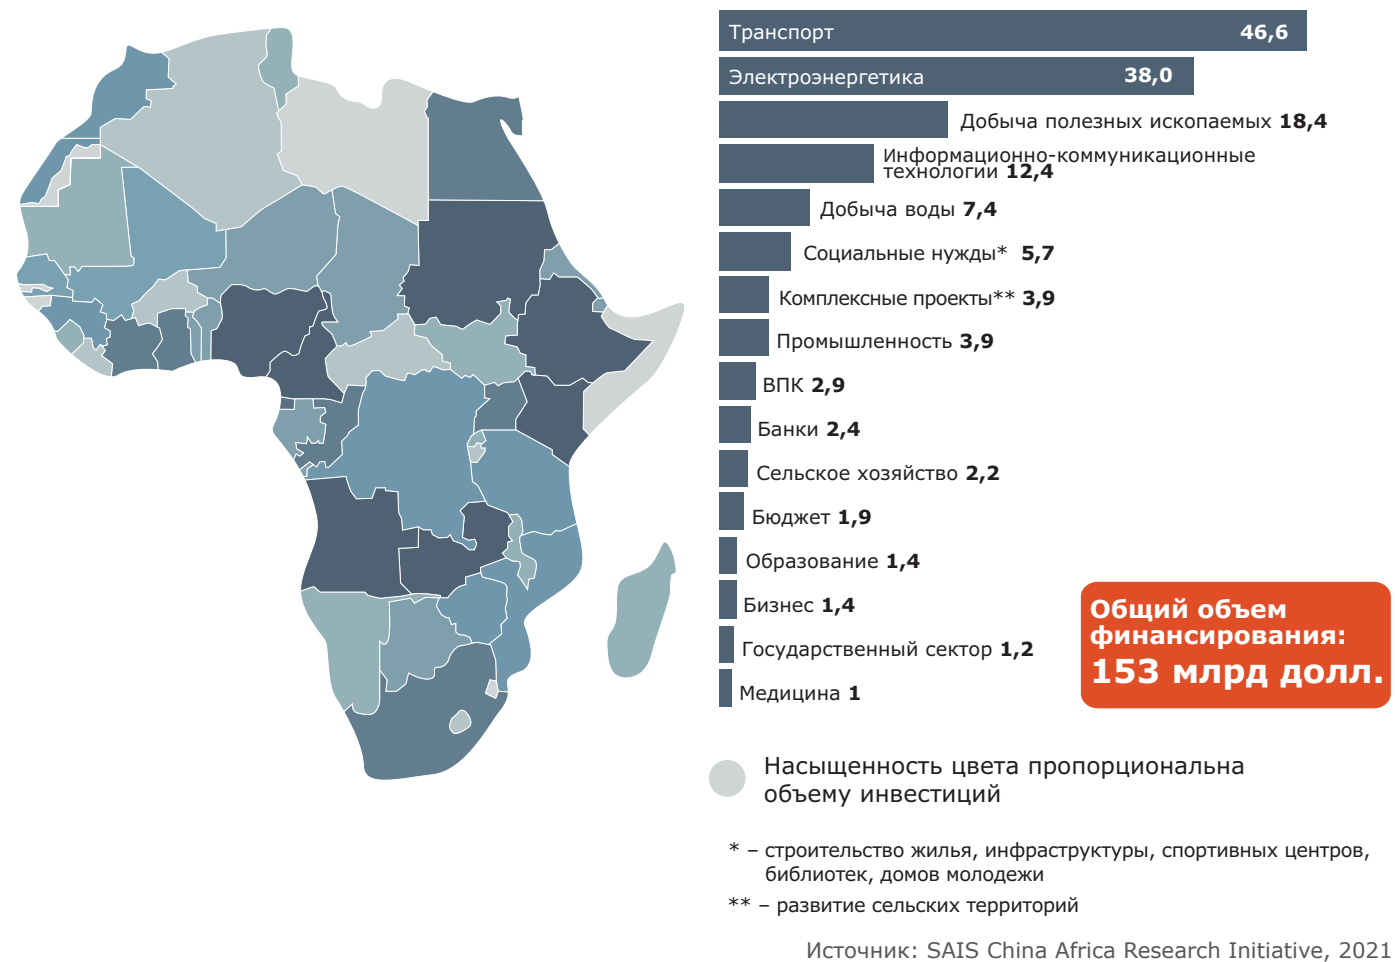 Транспорт 46,6
Электроэнергетика 38,0
Добыча полезных ископаемых 18,4
Информационно-коммуникационные
технологии 12,4
Добыча воды 7,4
Социальные нужды* 5,7
Комплексные проекты** 3,9
Промышленность 3,9
ВПК 2,9
Банки 2,4
Сельское хозяйство 2,2
Бюджет 1,9
Образование 1,4
Бизнес 1,4
Государственный сектор 1,2
Медицина 1
Общий объем
финансирования:
153 млрд долл.
Насыщенность цвета пропорциональна
объему инвестиций
* – строительство жилья, инфраструктуры, спортивных центров,
библиотек, домов молодежи
** – развитие сельских территорий
Источник: SAIS China Africa Research Initiative, 2021